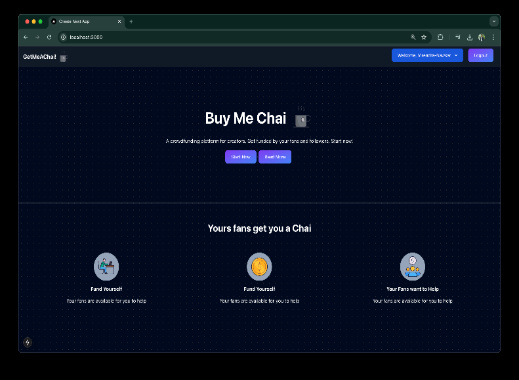 Create Next App
localhost:3000
GetMeAChai!
Welcome,
Logout
Buy Me Chai
A crowdfunding platform for creators. Get funded by your fans and followers. Start now!
Start Now Read More
Yours fans get you a Chai
Fund Yourself
Your fans are available for you to help
Fund Yourself
Your fans are available for you to help
Your Fans want to Help
Your fans are available for you to help